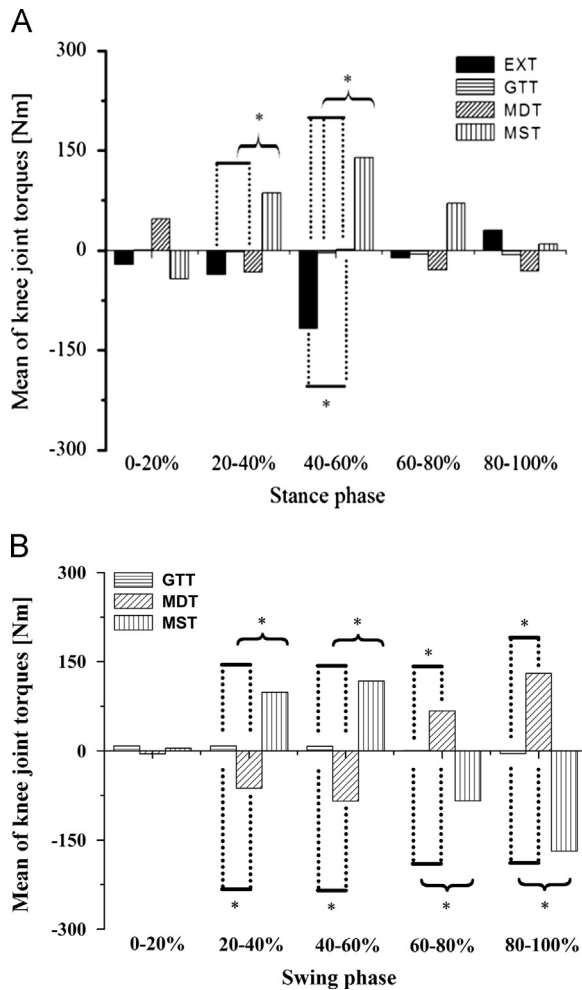 A
300
150
0
-150
-300
Mean of knee joint torques [Nm]
EXT
GTT
MDT
MST
*
*
*
0-20%
20-40%
40-60%
60-80%
80-100%
Stance phase
B
300
150
0
-150
-300
Mean of knee joint torques [Nm]
GTT
MDT
MST
*
*
*
*
*
*
*
*
0-20%
20-40%
40-60%
60-80%
80-100%
Swing phase